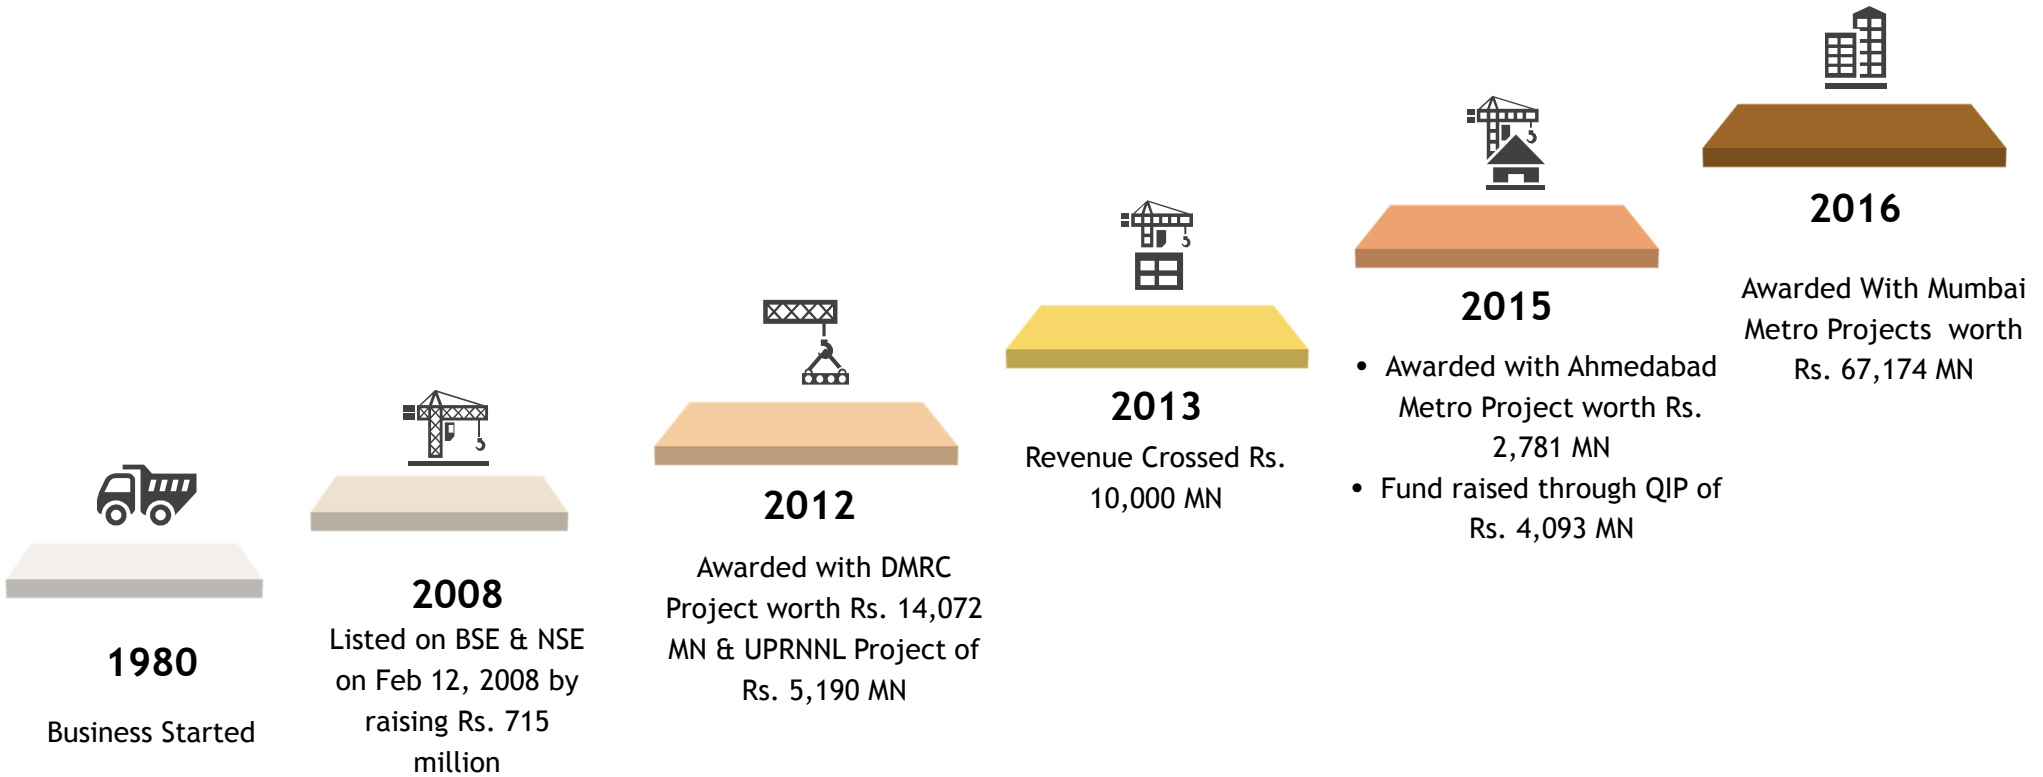 1980
Business Started
2008
Listed on BSE & NSE
on Feb 12, 2008 by
raising Rs. 715
million
2012
Awarded with DMRC
Project worth Rs. 14,072
MN & UPRNNL Project of
Rs. 5,190 MN
2013
Revenue Crossed Rs.
10,000 MN
2015
• Awarded with Ahmedabad
Metro Project worth Rs.
2,781 MN
• Fund raised through QIP of
Rs. 4,093 MN
2016
Awarded With Mumbai
Metro Projects worth
Rs. 67,174 MN